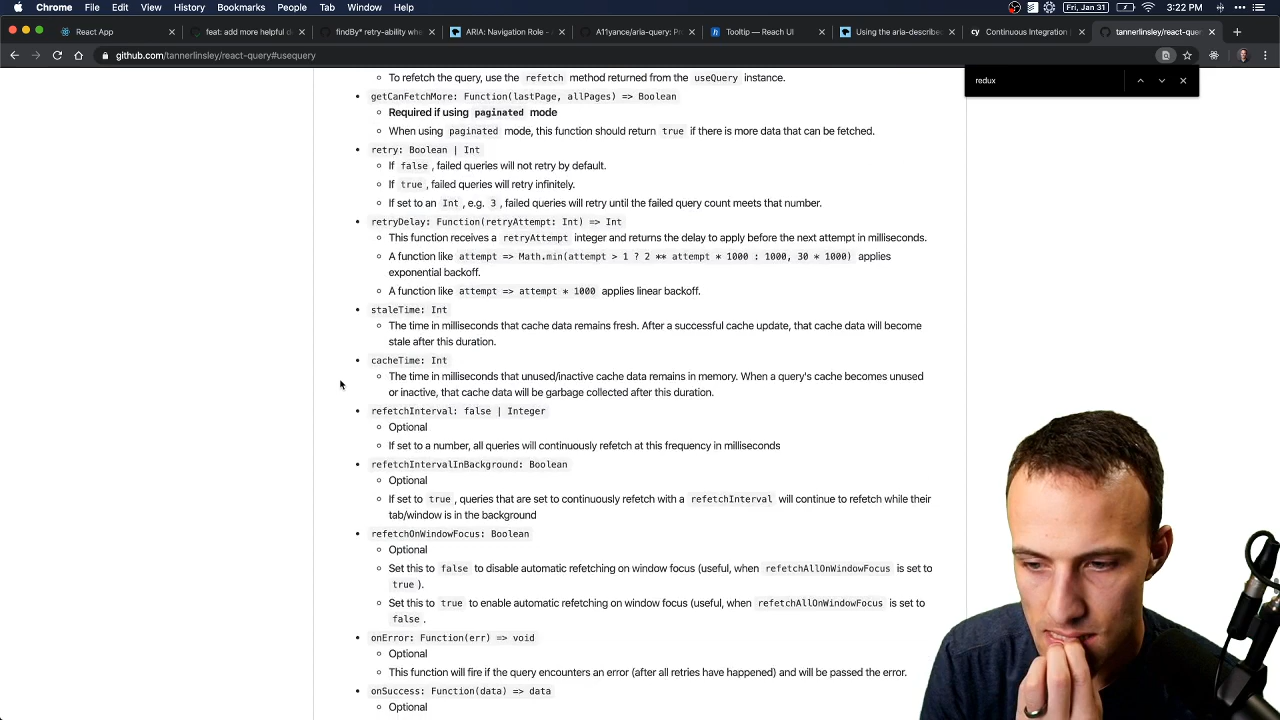 Chrome File Edit View History Bookmarks People Tab Window Help
31 Fri, Jan 31 3:22 PM
React App
feat: add more helpful d
findBy* retry-ability wh
ARIA: Navigation Role -
A11yance/aria-query: Pr
Tooltip — Reach UI
Using the aria-describe
cy Continuous Integration
tannerlinsley/react-quer
github.com/tannerlinsley/react-query#usequery
redux
To refetch the query, use the refetch method returned from the useQuery instance.
getCanFetchMore: Function(lastPage, allPages) => Boolean
Required if using paginated mode
When using paginated mode, this function should return true if there is more data that can be fetched.
retry: Boolean | Int
If false , failed queries will not retry by default.
If true , failed queries will retry infinitely.
If set to an Int , e.g. 3 , failed queries will retry until the failed query count meets that number.
retryDelay: Function(retryAttempt: Int) => Int
This function receives a retryAttempt integer and returns the delay to apply before the next attempt in milliseconds.
A function like attempt => Math.min(attempt > 1 ? 2 ** attempt * 1000 : 1000, 30 * 1000) applies
exponential backoff.
A function like attempt => attempt * 1000 applies linear backoff.
staleTime: Int
The time in milliseconds that cache data remains fresh. After a successful cache update, that cache data will become
stale after this duration.
cacheTime: Int
The time in milliseconds that unused/inactive cache data remains in memory. When a query's cache becomes unused
or inactive, that cache data will be garbage collected after this duration.
refetchInterval: false | Integer
Optional
If set to a number, all queries will continuously refetch at this frequency in milliseconds
refetchIntervalInBackground: Boolean
Optional
If set to true , queries that are set to continuously refetch with a refetchInterval will continue to refetch while their
tab/window is in the background
refetchOnWindowFocus: Boolean
Optional
Set this to false to disable automatic refetching on window focus (useful, when refetchAllOnWindowFocus is set to
true ).
Set this to true to enable automatic refetching on window focus (useful, when refetchAllOnWindowFocus is set to
false .
onError: Function(err) => void
Optional
This function will fire if the query encounters an error (after all retries have happened) and will be passed the error.
onSuccess: Function(data) => data
Optional